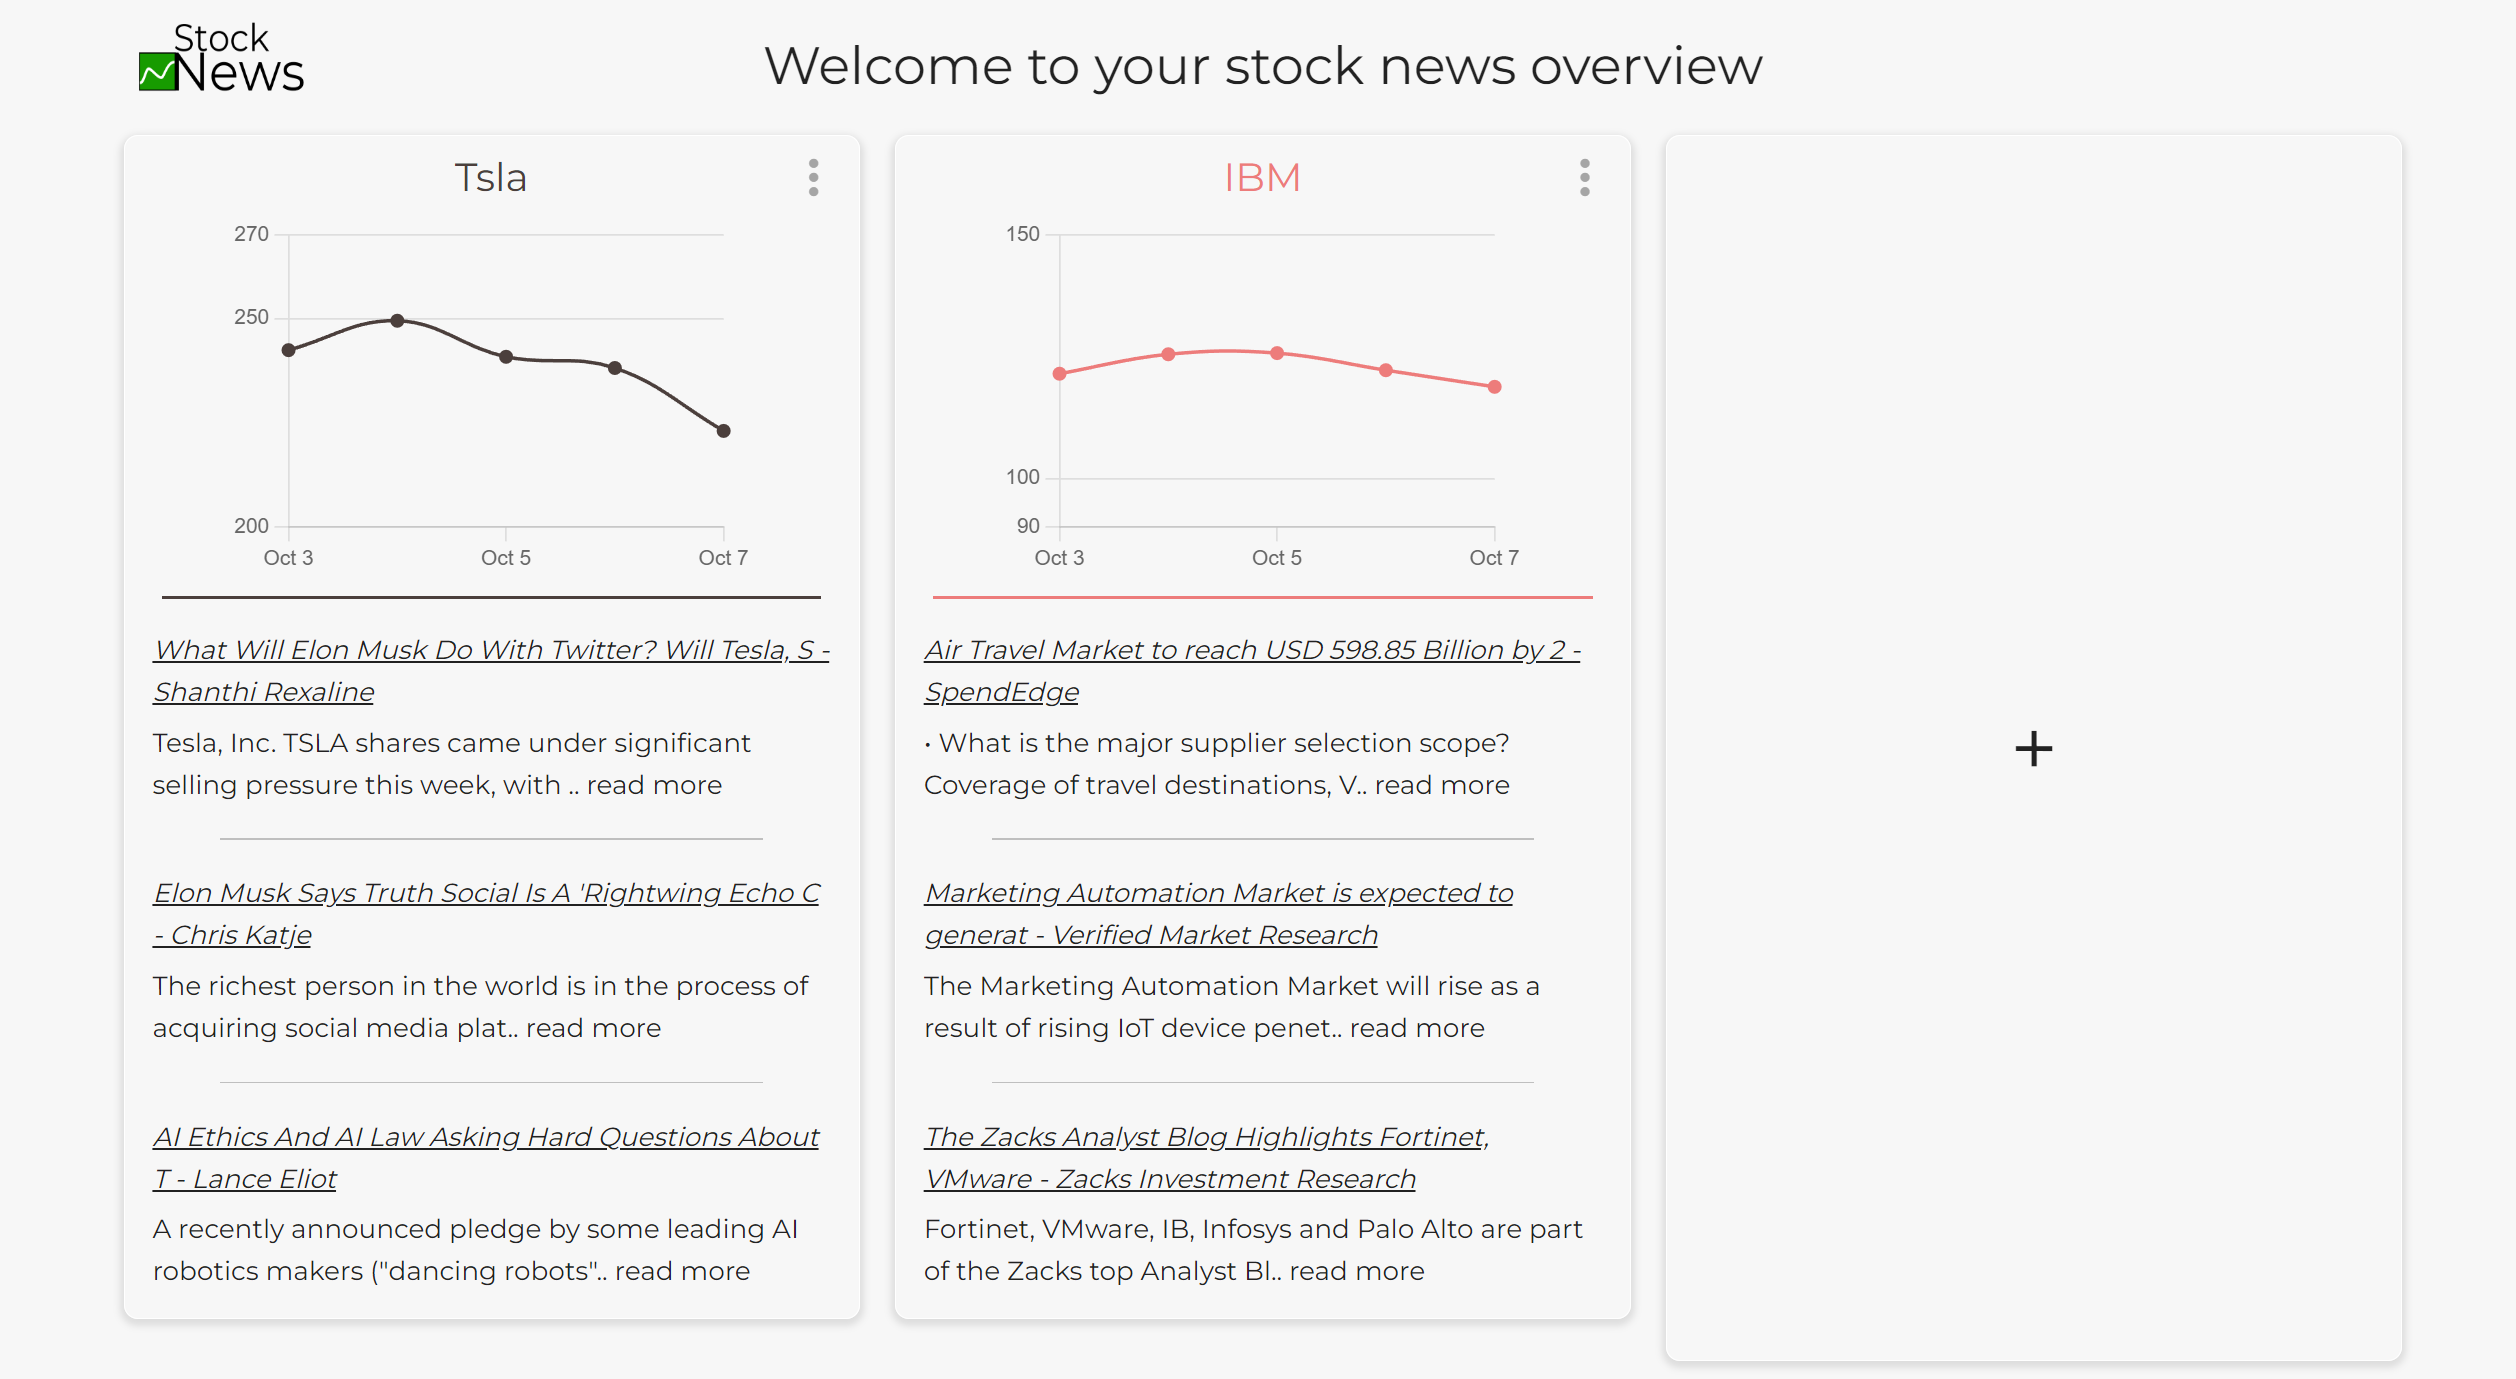 Stock
News
Welcome to your stock news overview
Tsla
270
250
200
Oct 3
Oct 5
Oct 7
What Will Elon Musk Do With Twitter? Will Tesla, S -
Shanthi Rexaline
Tesla, Inc. TSLA shares came under significant
selling pressure this week, with .. read more
Elon Musk Says Truth Social Is A 'Rightwing Echo C
- Chris Katje
The richest person in the world is in the process of
acquiring social media plat.. read more
AI Ethics And AI Law Asking Hard Questions About
T - Lance Eliot
A recently announced pledge by some leading AI
robotics makers ("dancing robots".. read more
IBM
150
100
90
Oct 3
Oct 5
Oct 7
Air Travel Market to reach USD 598.85 Billion by 2 -
SpendEdge
• What is the major supplier selection scope?
Coverage of travel destinations, V.. read more
Marketing Automation Market is expected to
generat - Verified Market Research
The Marketing Automation Market will rise as a
result of rising IoT device penet.. read more
The Zacks Analyst Blog Highlights Fortinet,
VMware - Zacks Investment Research
Fortinet, VMware, IB, Infosys and Palo Alto are part
of the Zacks top Analyst Bl.. read more
+